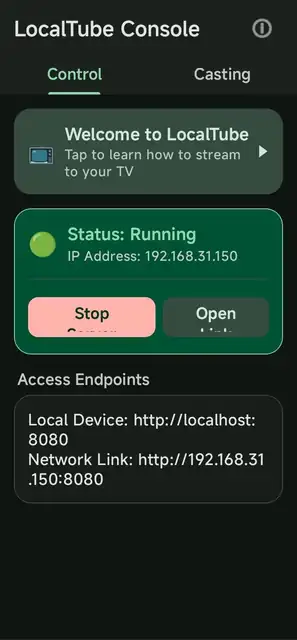 LocalTube Console
Control
Casting
Welcome to LocalTube
Tap to learn how to stream
to your TV
Status: Running
IP Address: 192.168.31.150
Stop
Open
Access Endpoints
Local Device: http://localhost:
8080
Network Link: http://192.168.31
.150:8080